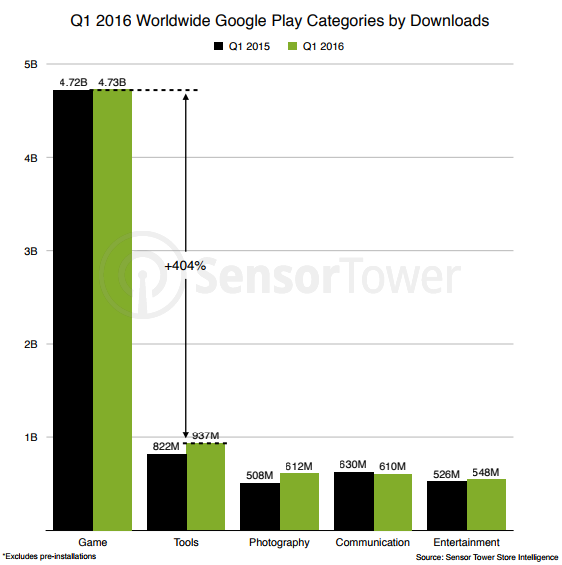 Q1 2016 Worldwide Google Play Categories by Downloads
Q1 2015 Q1 2016
5B
4.72B 4.73B
4B
3B
+404%
SensorTower
2B
1B
822M 937M
508M 612M
630M 610M
526M 548M
Game Tools Photography Communication Entertainment
*Excludes pre-installations
Source: Sensor Tower Store Intelligence